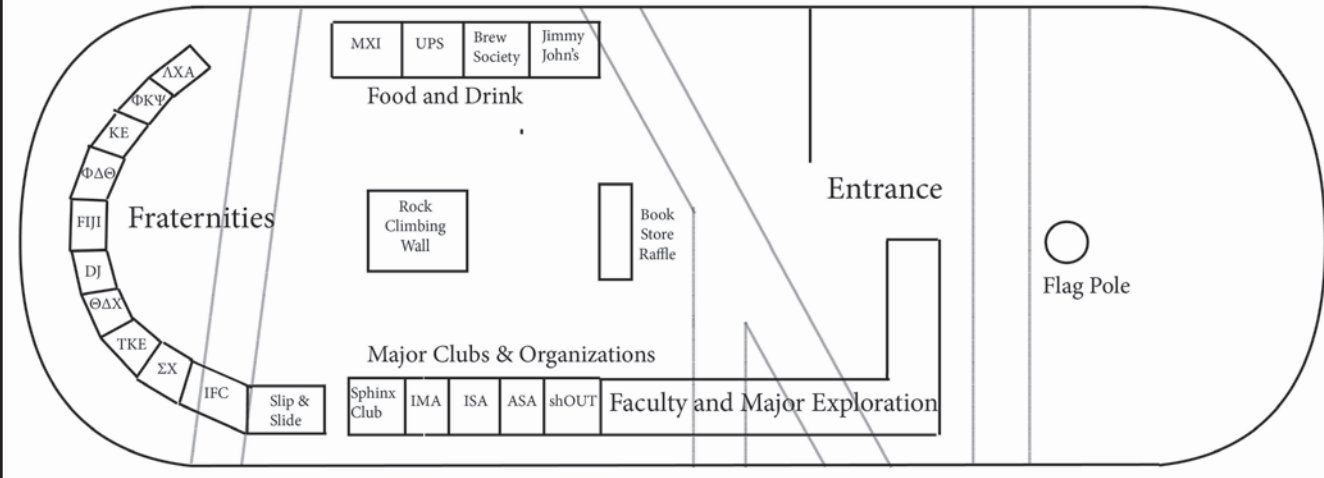 MXI
UPS
Brew
Society
Jimmy
John's
Food and Drink
ΛΧΑ
ΦΚΨ
ΚΕ
ΦΔΘ
FIJI
DJ
ΘΔΧ
ΤΚΕ
ΣΧ
IFC
Slip &
Slide
Fraternities
Rock
Climbing
Wall
Book
Store
Raffle
Entrance
Flag Pole
Major Clubs & Organizations
Sphinx
Club
IMA
ISA
ASA
shOUT
Faculty and Major Exploration